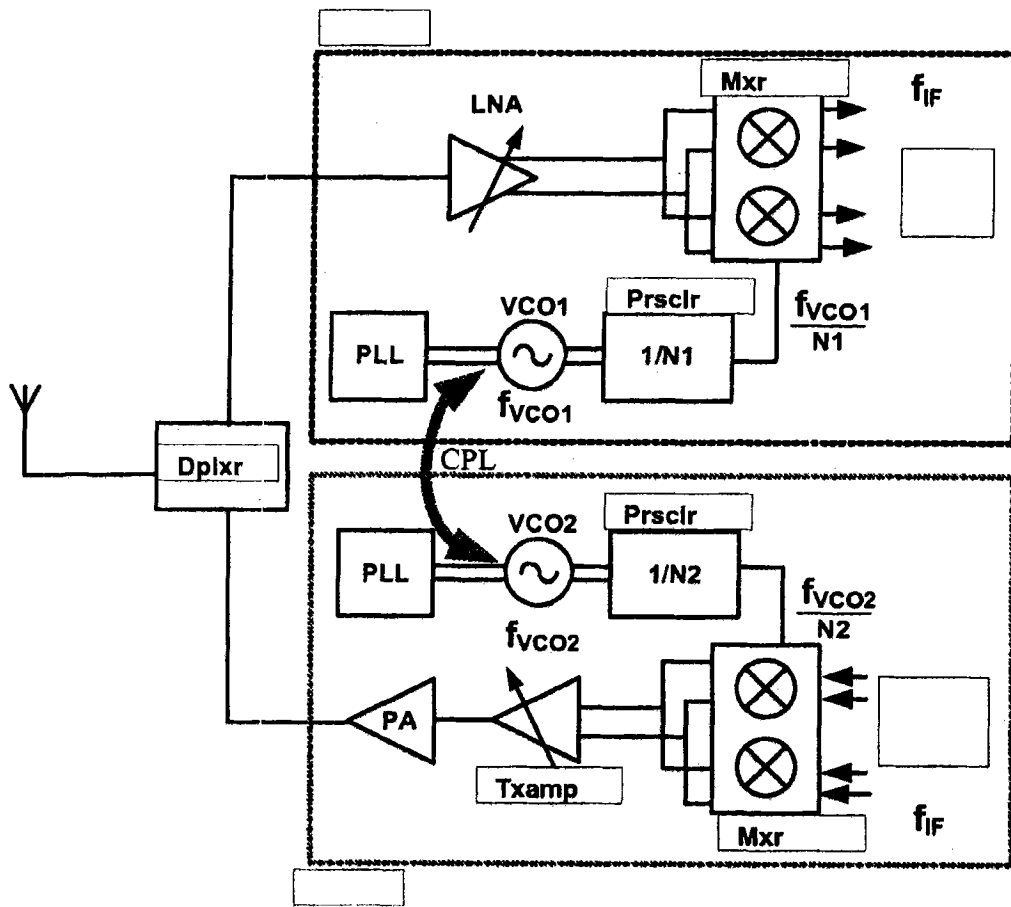 Mxr
fIF
LNA
VCO1
Prsclr
fVCO1
N1
PLL
1/N1
fVCO1
CPL
Dplxr
VCO2
Prsclr
PLL
1/N2
fVCO2
N2
fVCO2
PA
Txamp
Mxr
fIF